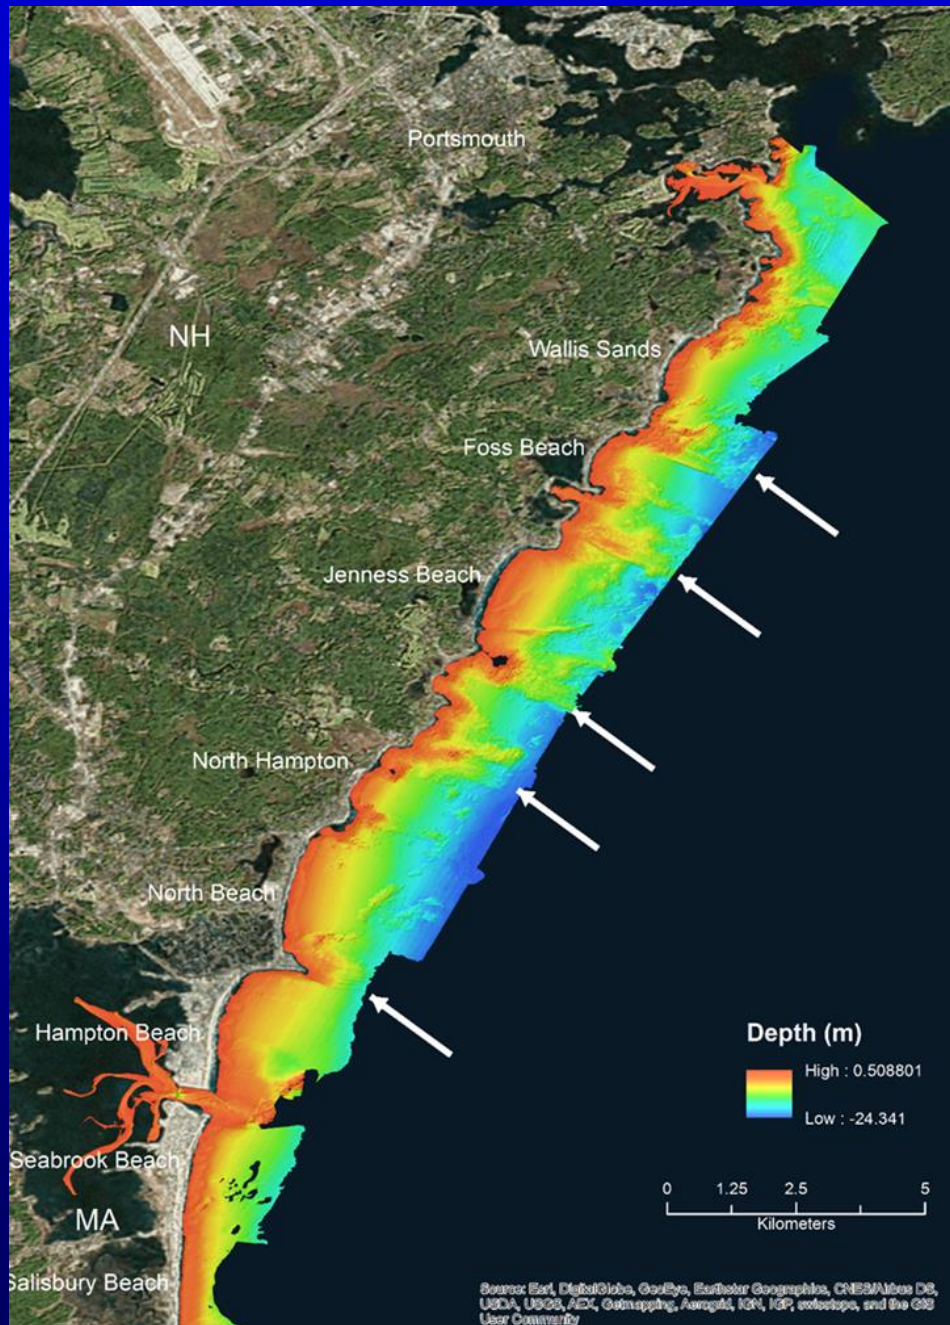 Portsmouth
NH
Wallis Sands
Foss Beach
Jenness Beach
North Hampton
North Beach
Hampton Beach
Depth (m)
High : 0.508801
Low : -24.341
Seabrook Beach
0 1.25 2.5 5
Kilometers
MA
Salisbury Beach
Source: Esri, DigitalGlobe, GeoEye, Earthstar Geographics, CNES/Airbus DS,
USDA, USGS, AEX, Getmapping, Aerogrid, IGN, IGP, swisstopo, and the GIS
User Community